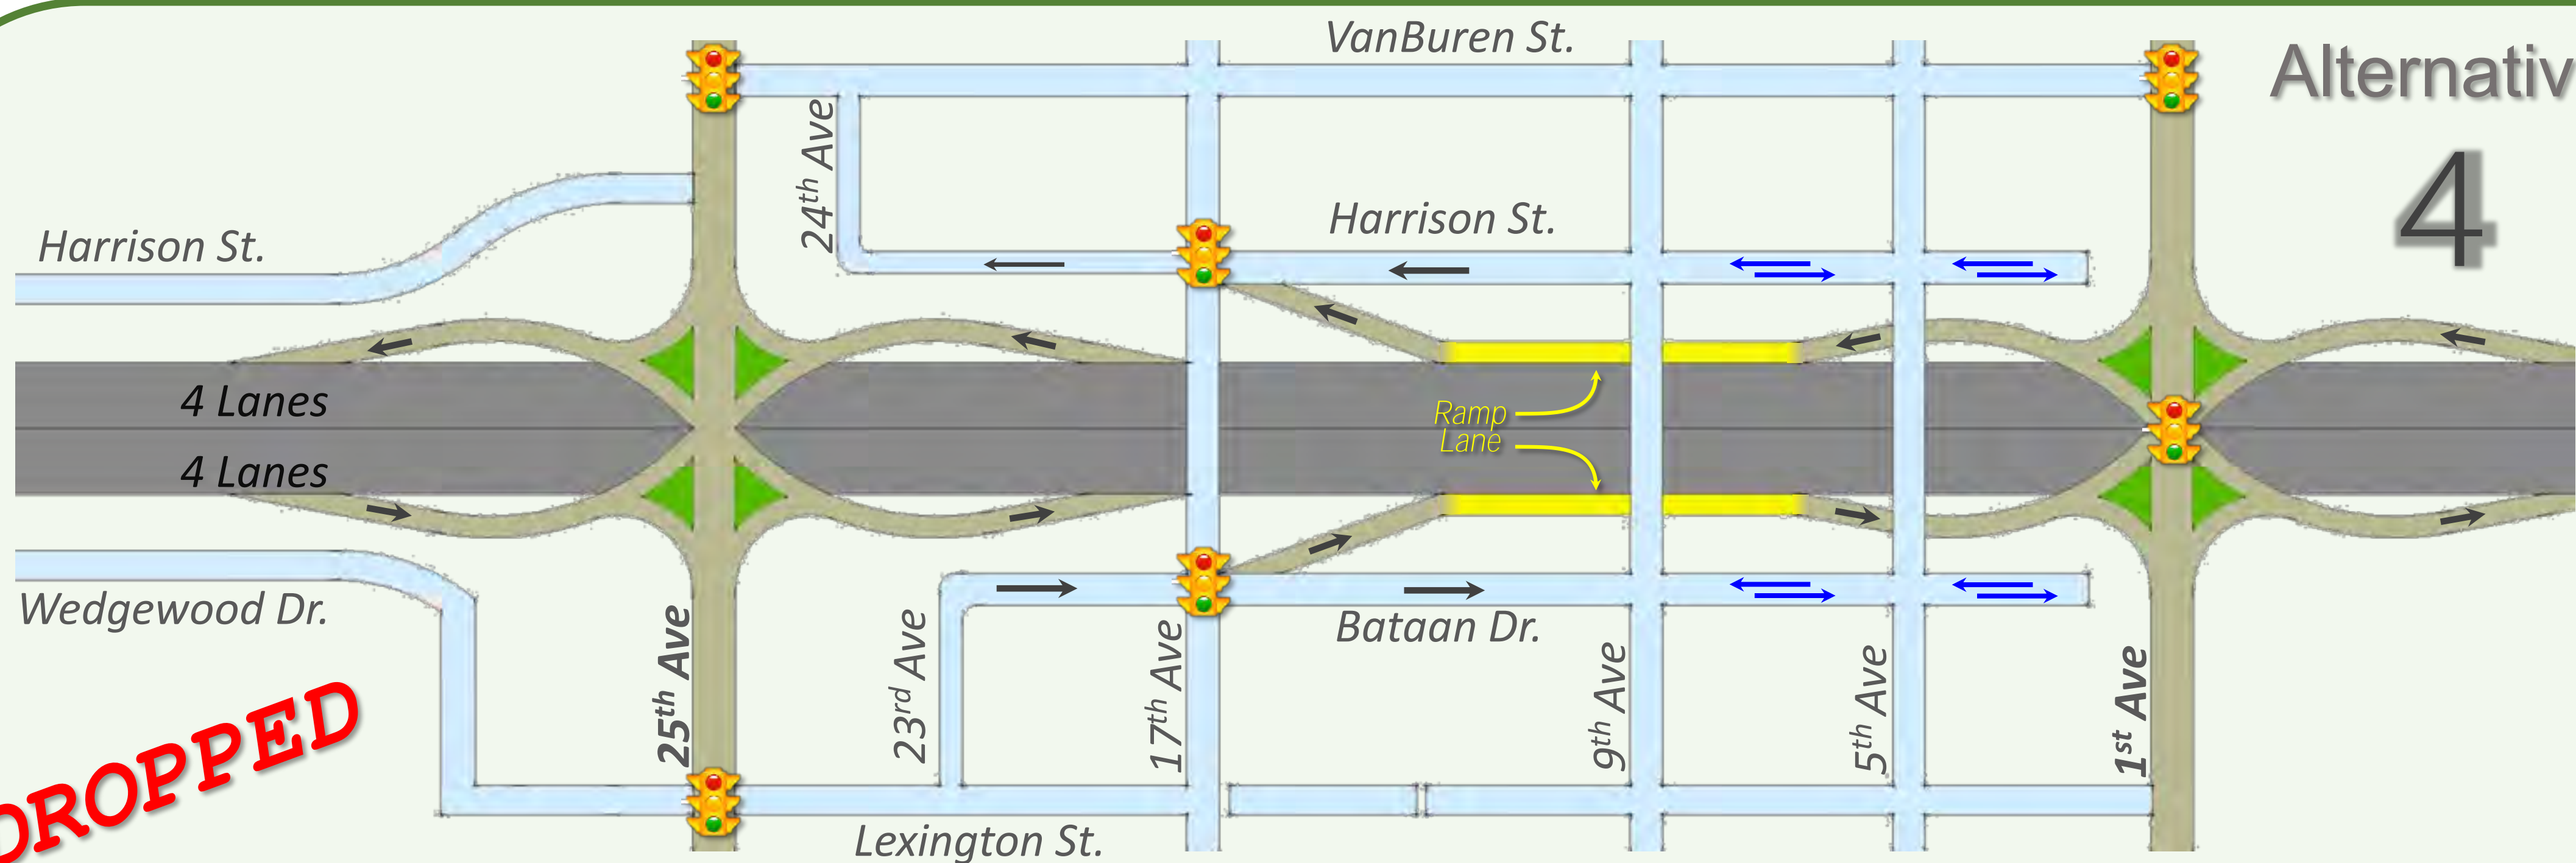 VanBuren St.
Alternativ
4
24th Ave
Harrison St.
Harrison St.
4 Lanes
4 Lanes
Ramp
Lane
Wedgewood Dr.
Bataan Dr.
25th Ave
23rd Ave
17th Ave
9th Ave
5th Ave
1st Ave
DROPPED
Lexington St.